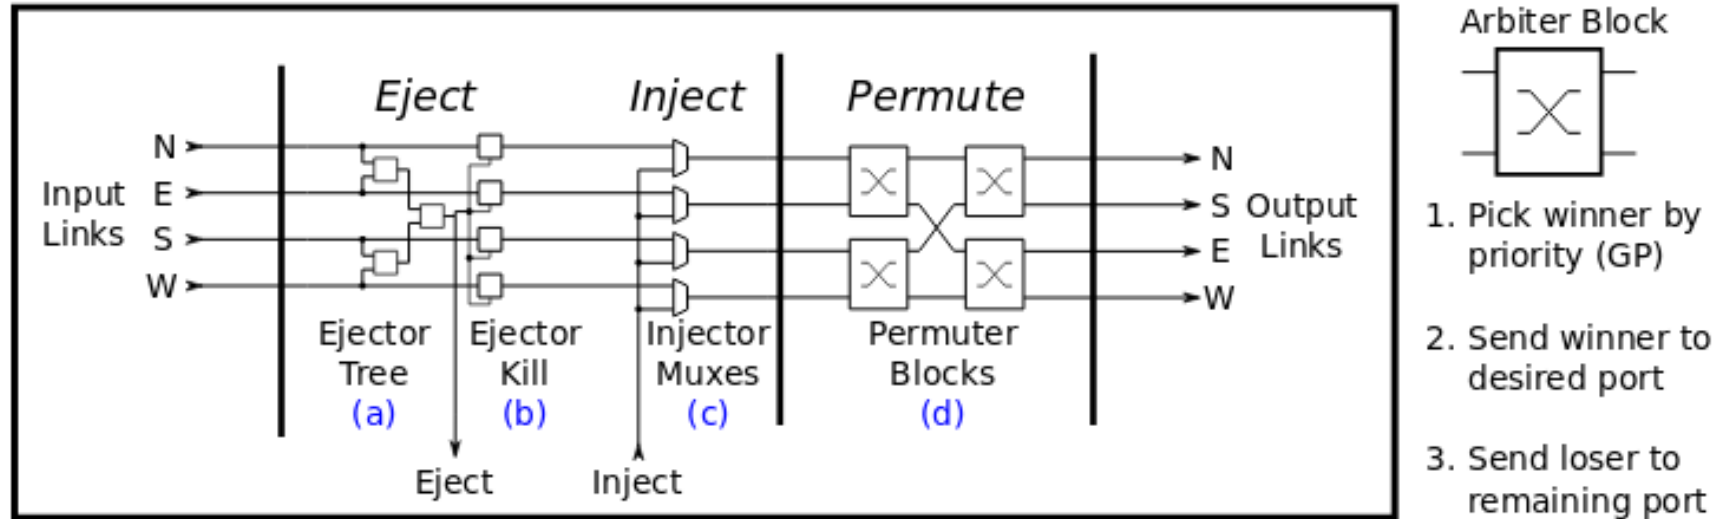 Eject
Inject
Permute
Input
Links
N
E
S
W
Ejector
Tree
(a)
Ejector
Kill
(b)
Injector
Muxes
(c)
Permuter
Blocks
(d)
Eject
Inject
N
S
E
W
Output
Links
Arbiter Block
1. Pick winner by
priority (GP)
2. Send winner to
desired port
3. Send loser to
remaining port